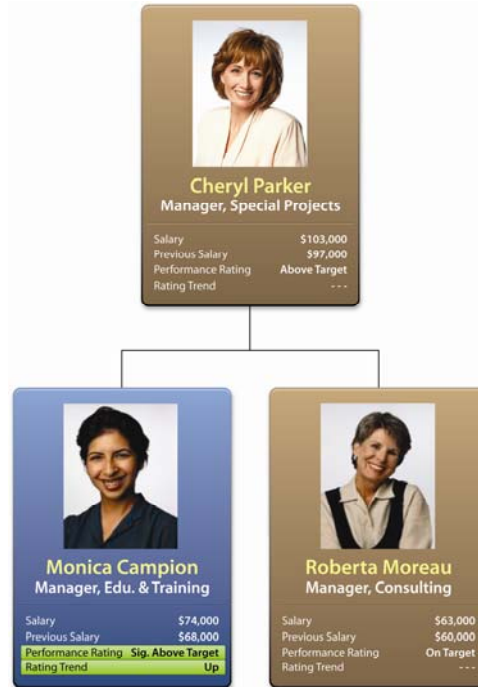 Cheryl Parker
Manager, Special Projects
Salary $103,000
Previous Salary $97,000
Performance Rating Above Target
Rating Trend - - -
Monica Campion
Manager, Edu. & Training
Salary $74,000
Previous Salary $68,000
Performance Rating Sig. Above Target
Rating Trend Up
Roberta Moreau
Manager, Consulting
Salary $63,000
Previous Salary $60,000
Performance Rating On Target
Rating Trend - - -